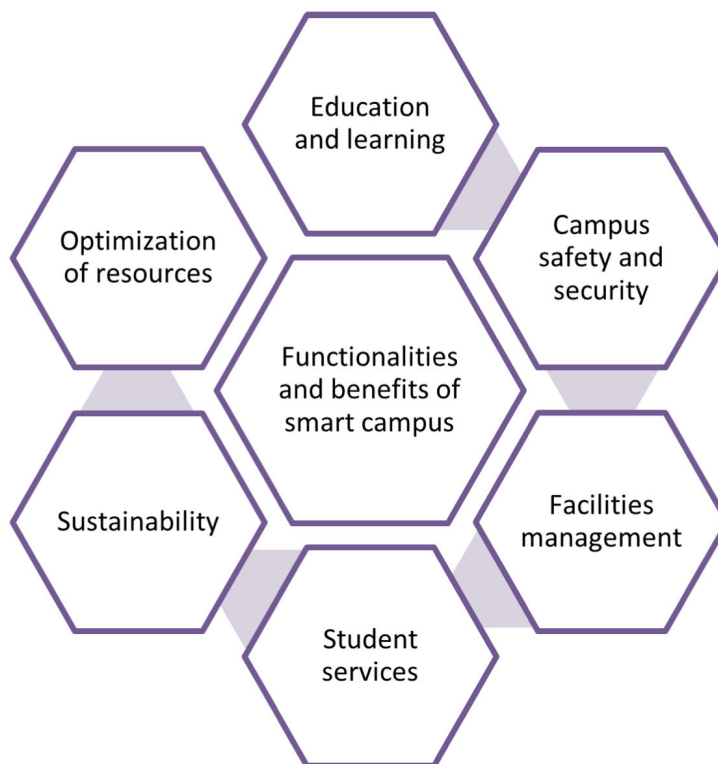 Education
and learning
Campus
safety and
security
Facilities
management
Student
services
Sustainability
Optimization
of resources
Functionalities
and benefits of
smart campus